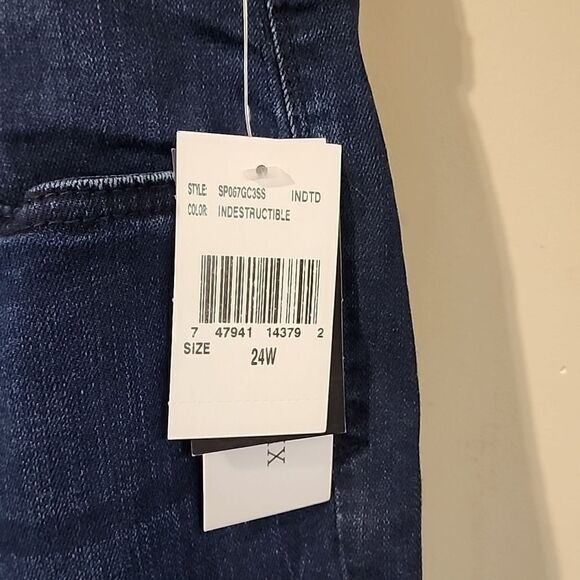 STYLE: SP067GC3SS INDTD
COLOR: INDESTRUCTIBLE
7 47941 14379 2
SIZE 24W
X